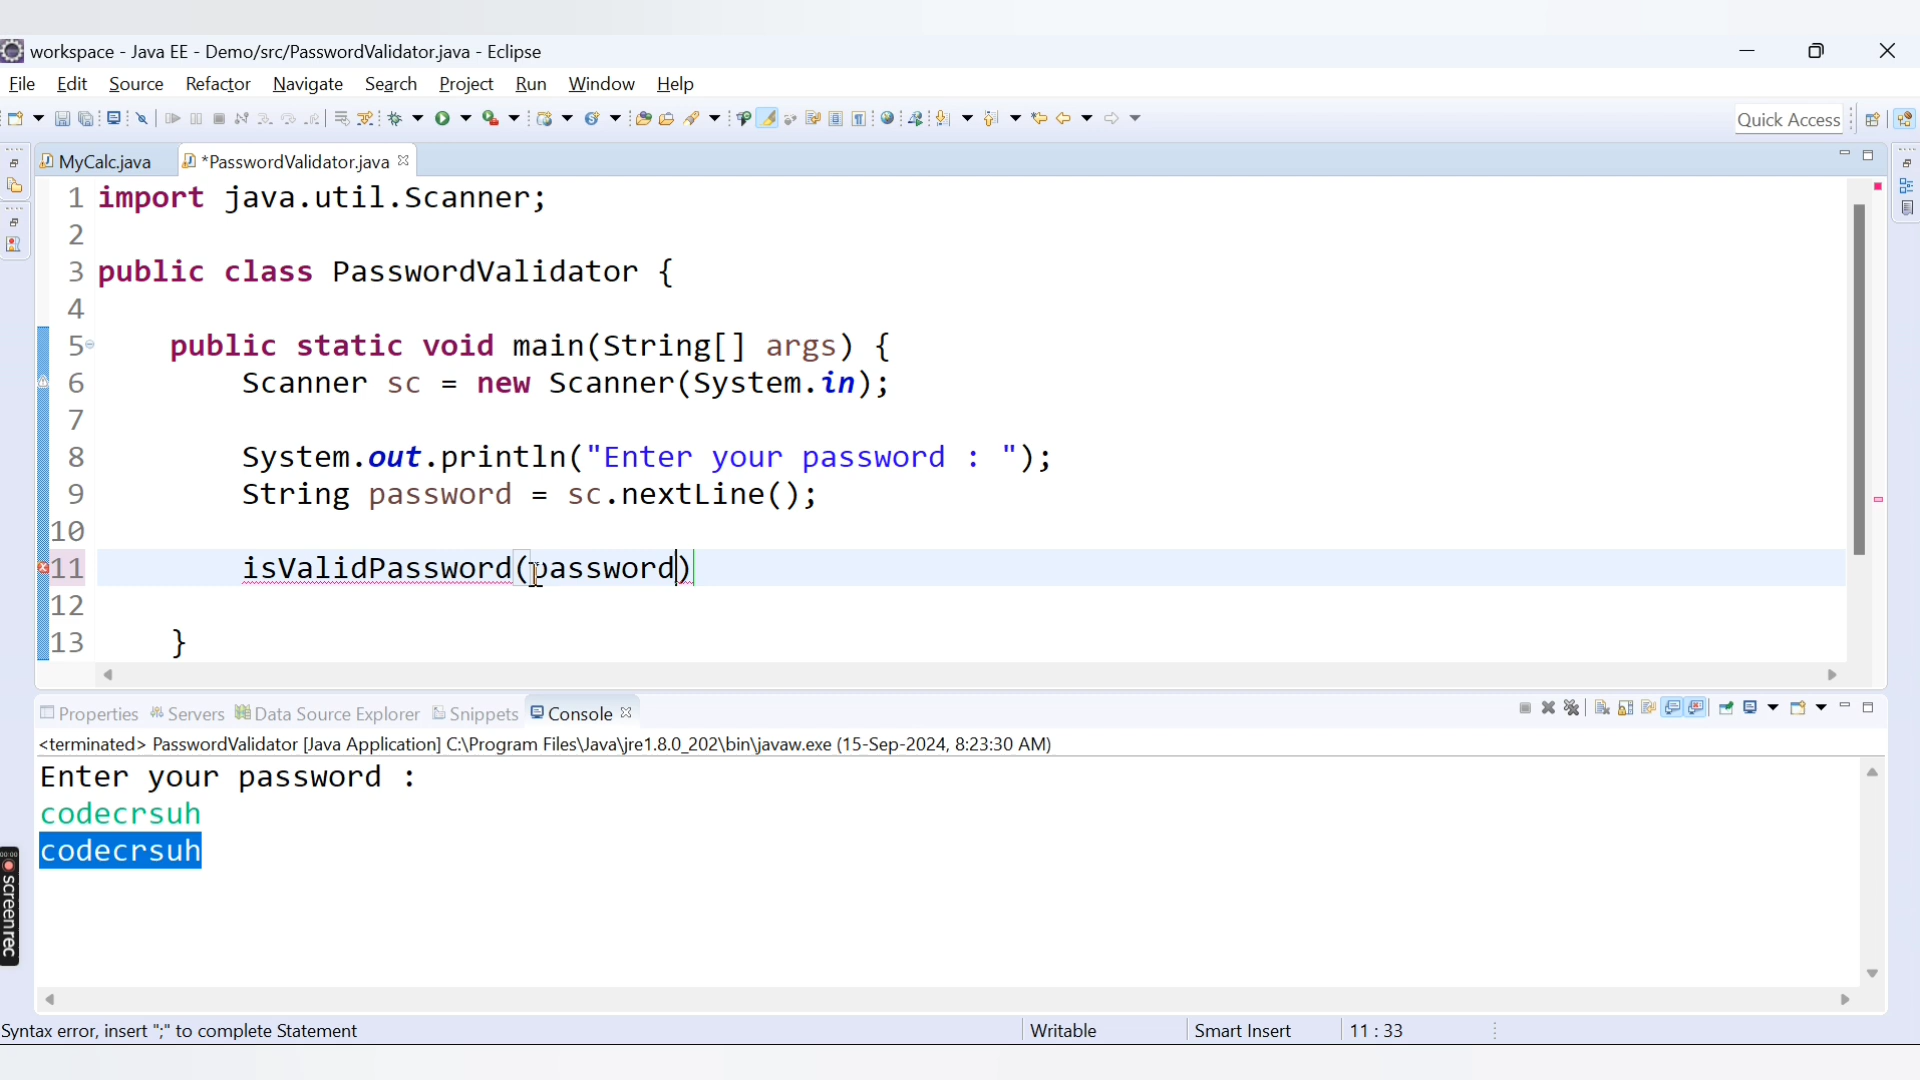 workspace - Java EE - Demo/src/PasswordValidator.java - Eclipse
File Edit Source Refactor Navigate Search Project Run Window Help
Quick Access
MyCalc.java *PasswordValidator.java
1 import java.util.Scanner;
2
3 public class PasswordValidator {
4
5 public static void main(String[] args) {
6 Scanner sc = new Scanner(System.in);
7
8 System.out.println("Enter your password : ");
9 String password = sc.nextLine();
10
11 isValidPassword(password)
12
13 }
Properties Servers Data Source Explorer Snippets Console
<terminated> PasswordValidator [Java Application] C:\Program Files\Java\jre1.8.0_202\bin\javaw.exe (15-Sep-2024, 8:23:30 AM)
Enter your password :
codecrsuh
codecrsuh
00:00
screenrec
Syntax error, insert ";" to complete Statement Writable Smart Insert 11 : 33